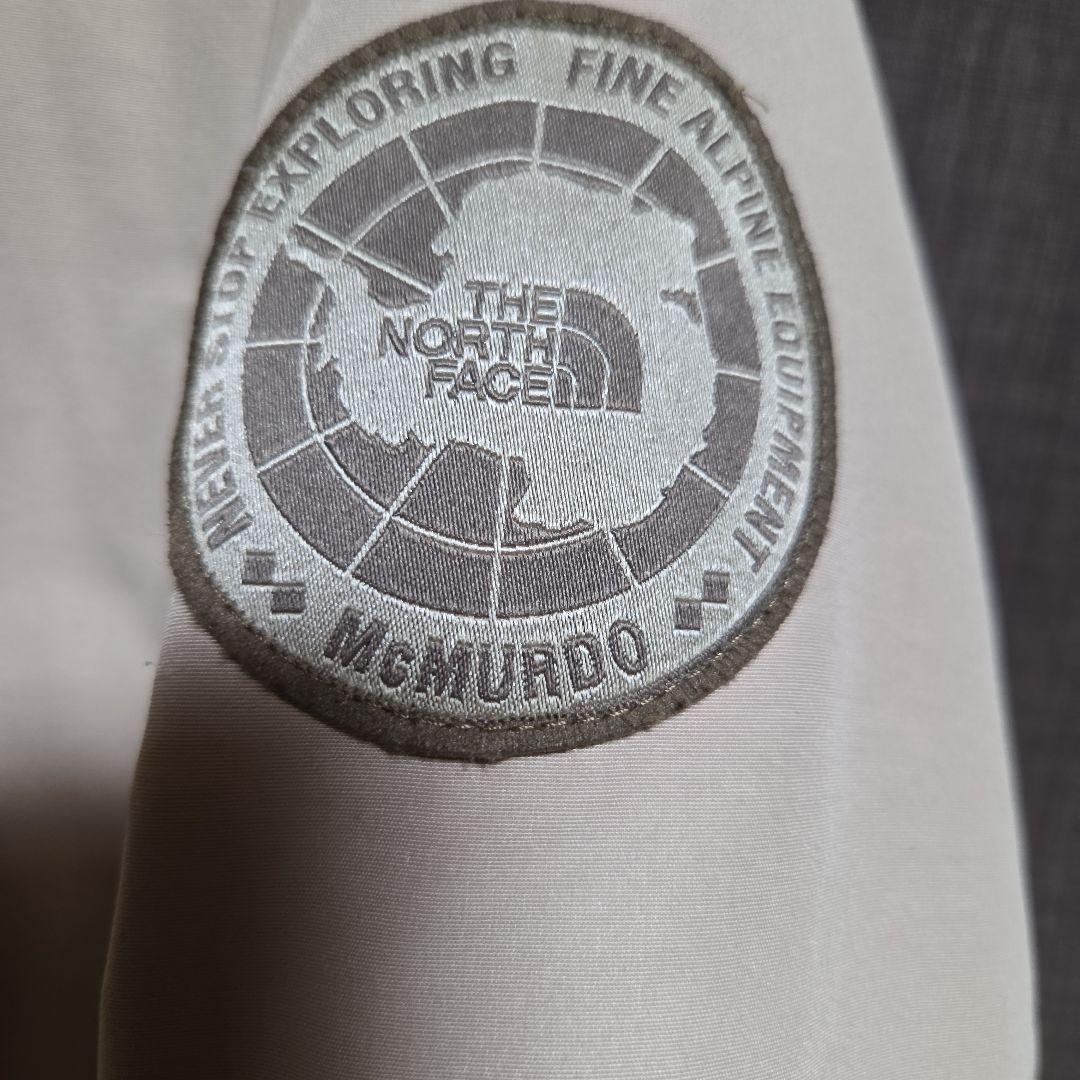 NEVER STOP EXPLORING FINE ALPINE EQUIPMENT
THE
NORTH
FACE
McMURDO